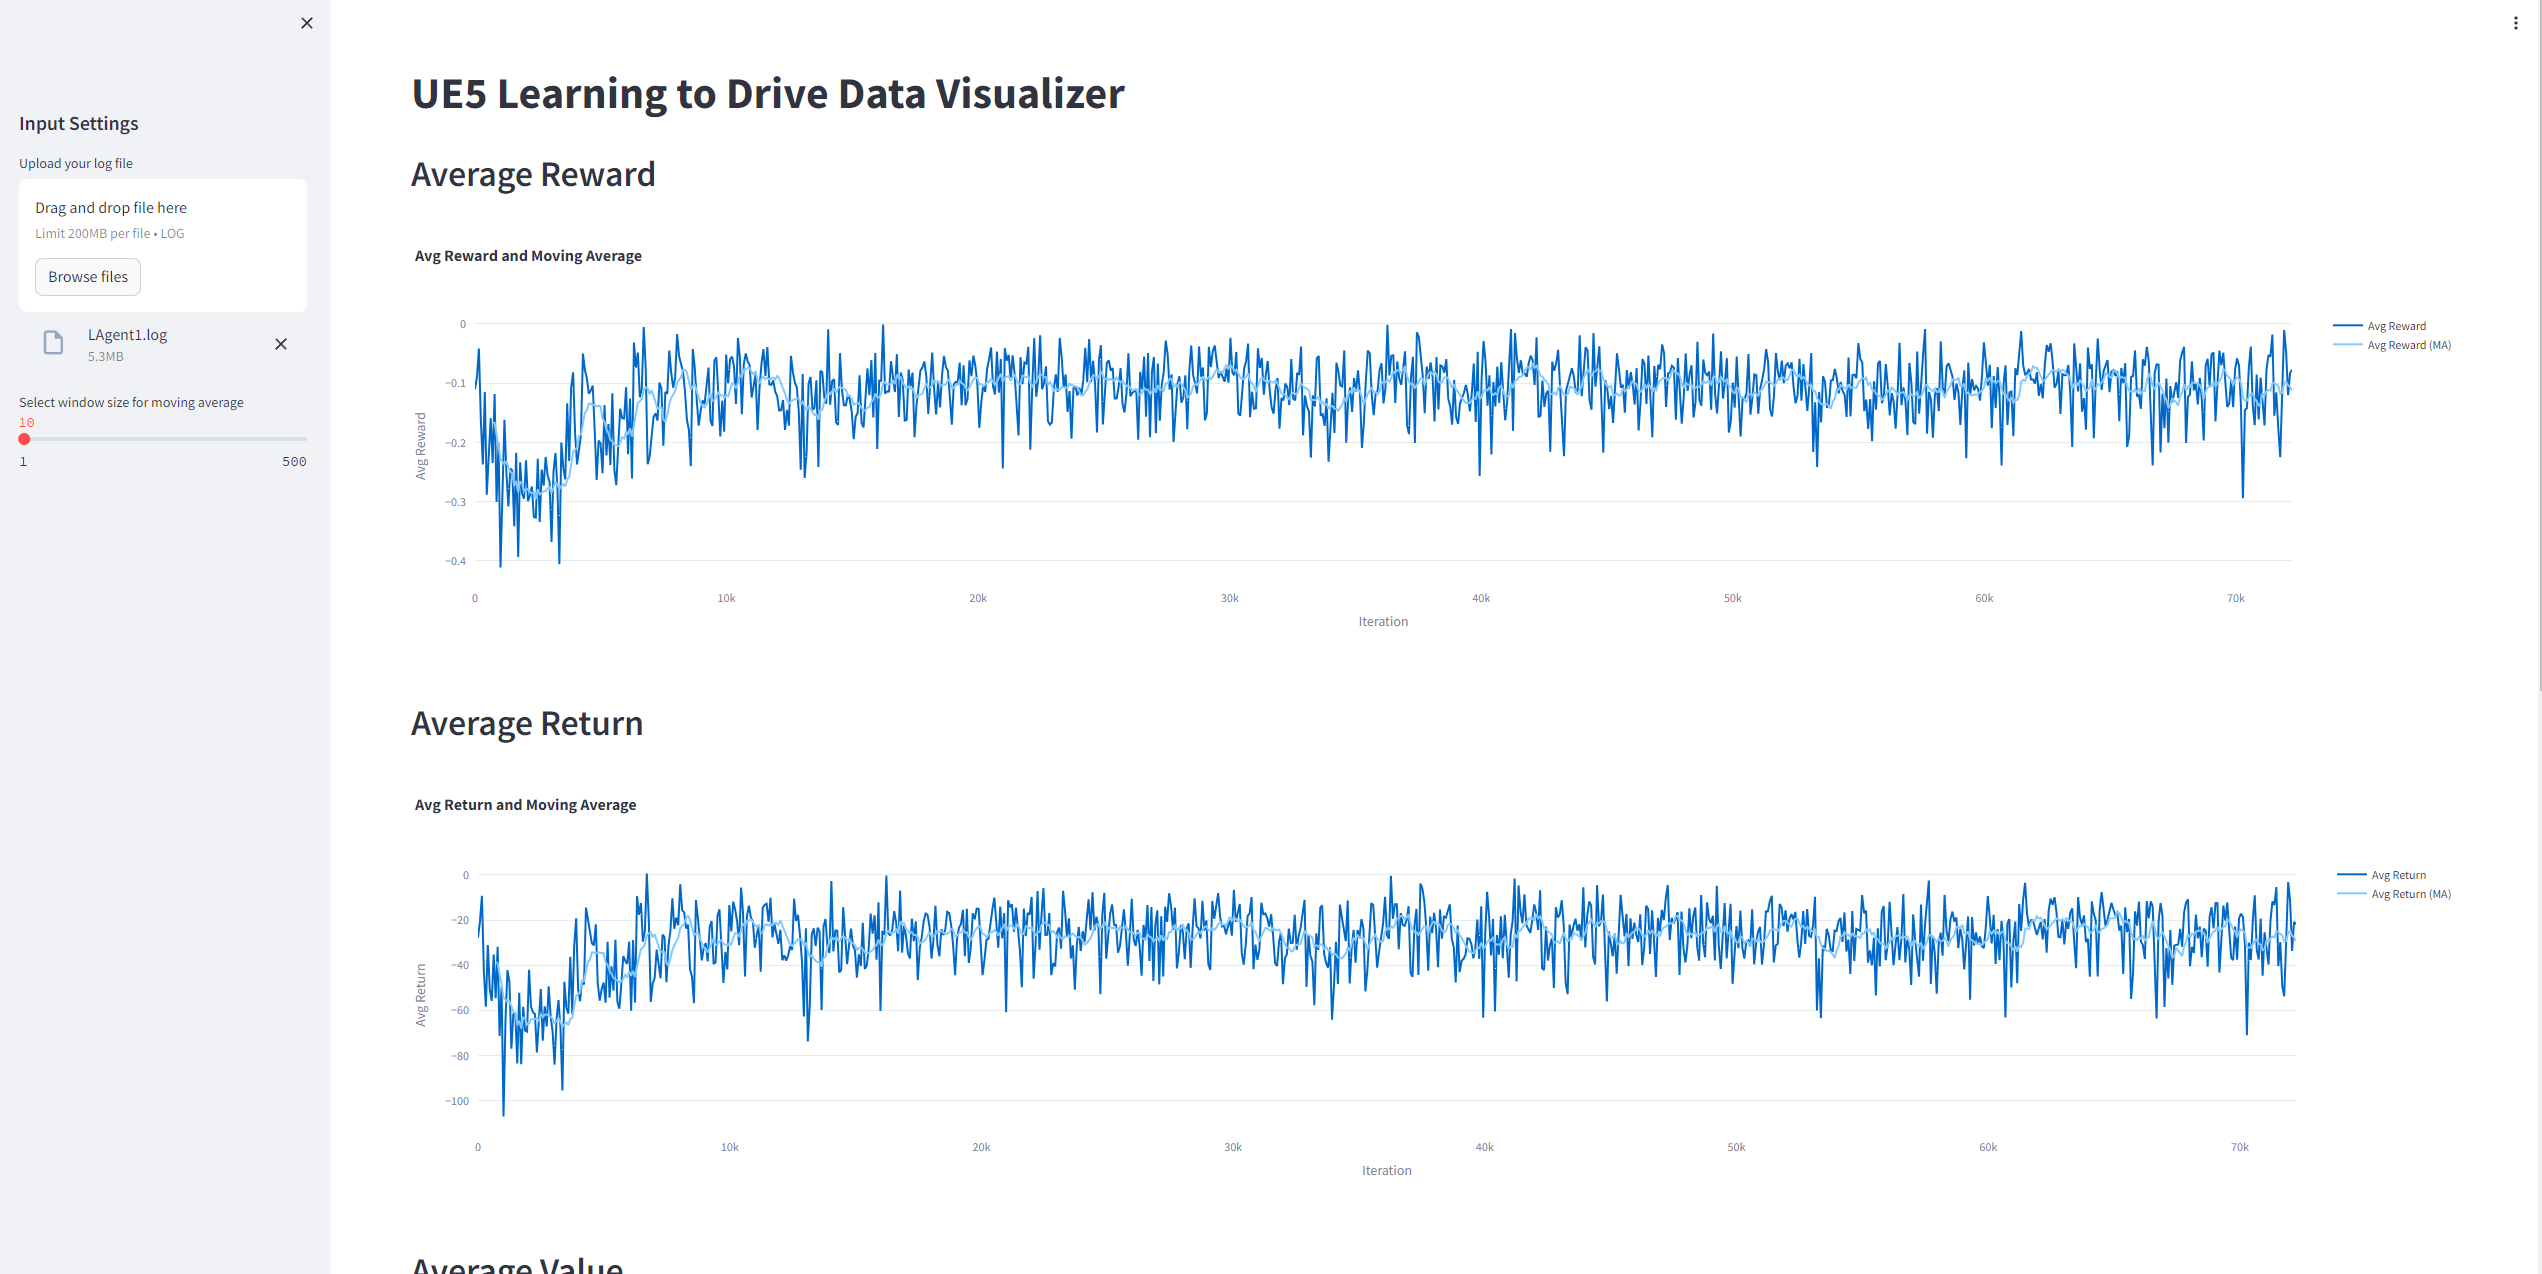 Input Settings
Upload your log file
Drag and drop file here
Limit 200MB per file • LOG
Browse files
LAgent1.log
5.3MB
Select window size for moving average
10
1
500
UE5 Learning to Drive Data Visualizer
Average Reward
Avg Reward and Moving Average
0
−0.1
−0.2
−0.3
−0.4
Avg Reward
0
10k
20k
30k
40k
50k
60k
70k
Iteration
Avg Reward
Avg Reward (MA)
Average Return
Avg Return and Moving Average
0
−20
−40
−60
−80
−100
Avg Return
0
10k
20k
30k
40k
50k
60k
70k
Iteration
Avg Return
Avg Return (MA)
Average Value